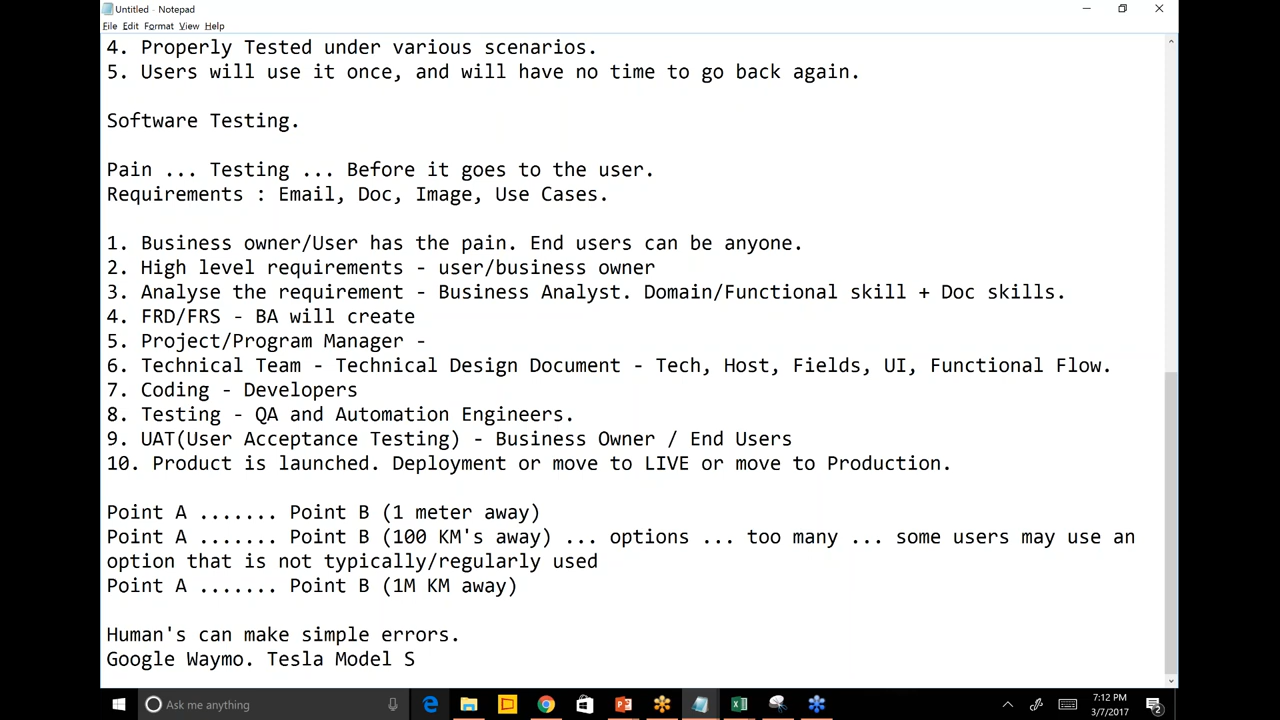 Untitled - Notepad
File Edit Format View Help
4. Properly Tested under various scenarios.
5. Users will use it once, and will have no time to go back again.
Software Testing.
Pain ... Testing ... Before it goes to the user.
Requirements : Email, Doc, Image, Use Cases.
1. Business owner/User has the pain. End users can be anyone.
2. High level requirements - user/business owner
3. Analyse the requirement - Business Analyst. Domain/Functional skill + Doc skills.
4. FRD/FRS - BA will create
5. Project/Program Manager -
6. Technical Team - Technical Design Document - Tech, Host, Fields, UI, Functional Flow.
7. Coding - Developers
8. Testing - QA and Automation Engineers.
9. UAT(User Acceptance Testing) - Business Owner / End Users
10. Product is launched. Deployment or move to LIVE or move to Production.
Point A ....... Point B (1 meter away)
Point A ....... Point B (100 KM's away) ... options ... too many ... some users may use an
option that is not typically/regularly used
Point A ....... Point B (1M KM away)
Human's can make simple errors.
Google Waymo. Tesla Model S
Ask me anything
7:12 PM
3/7/2017
2